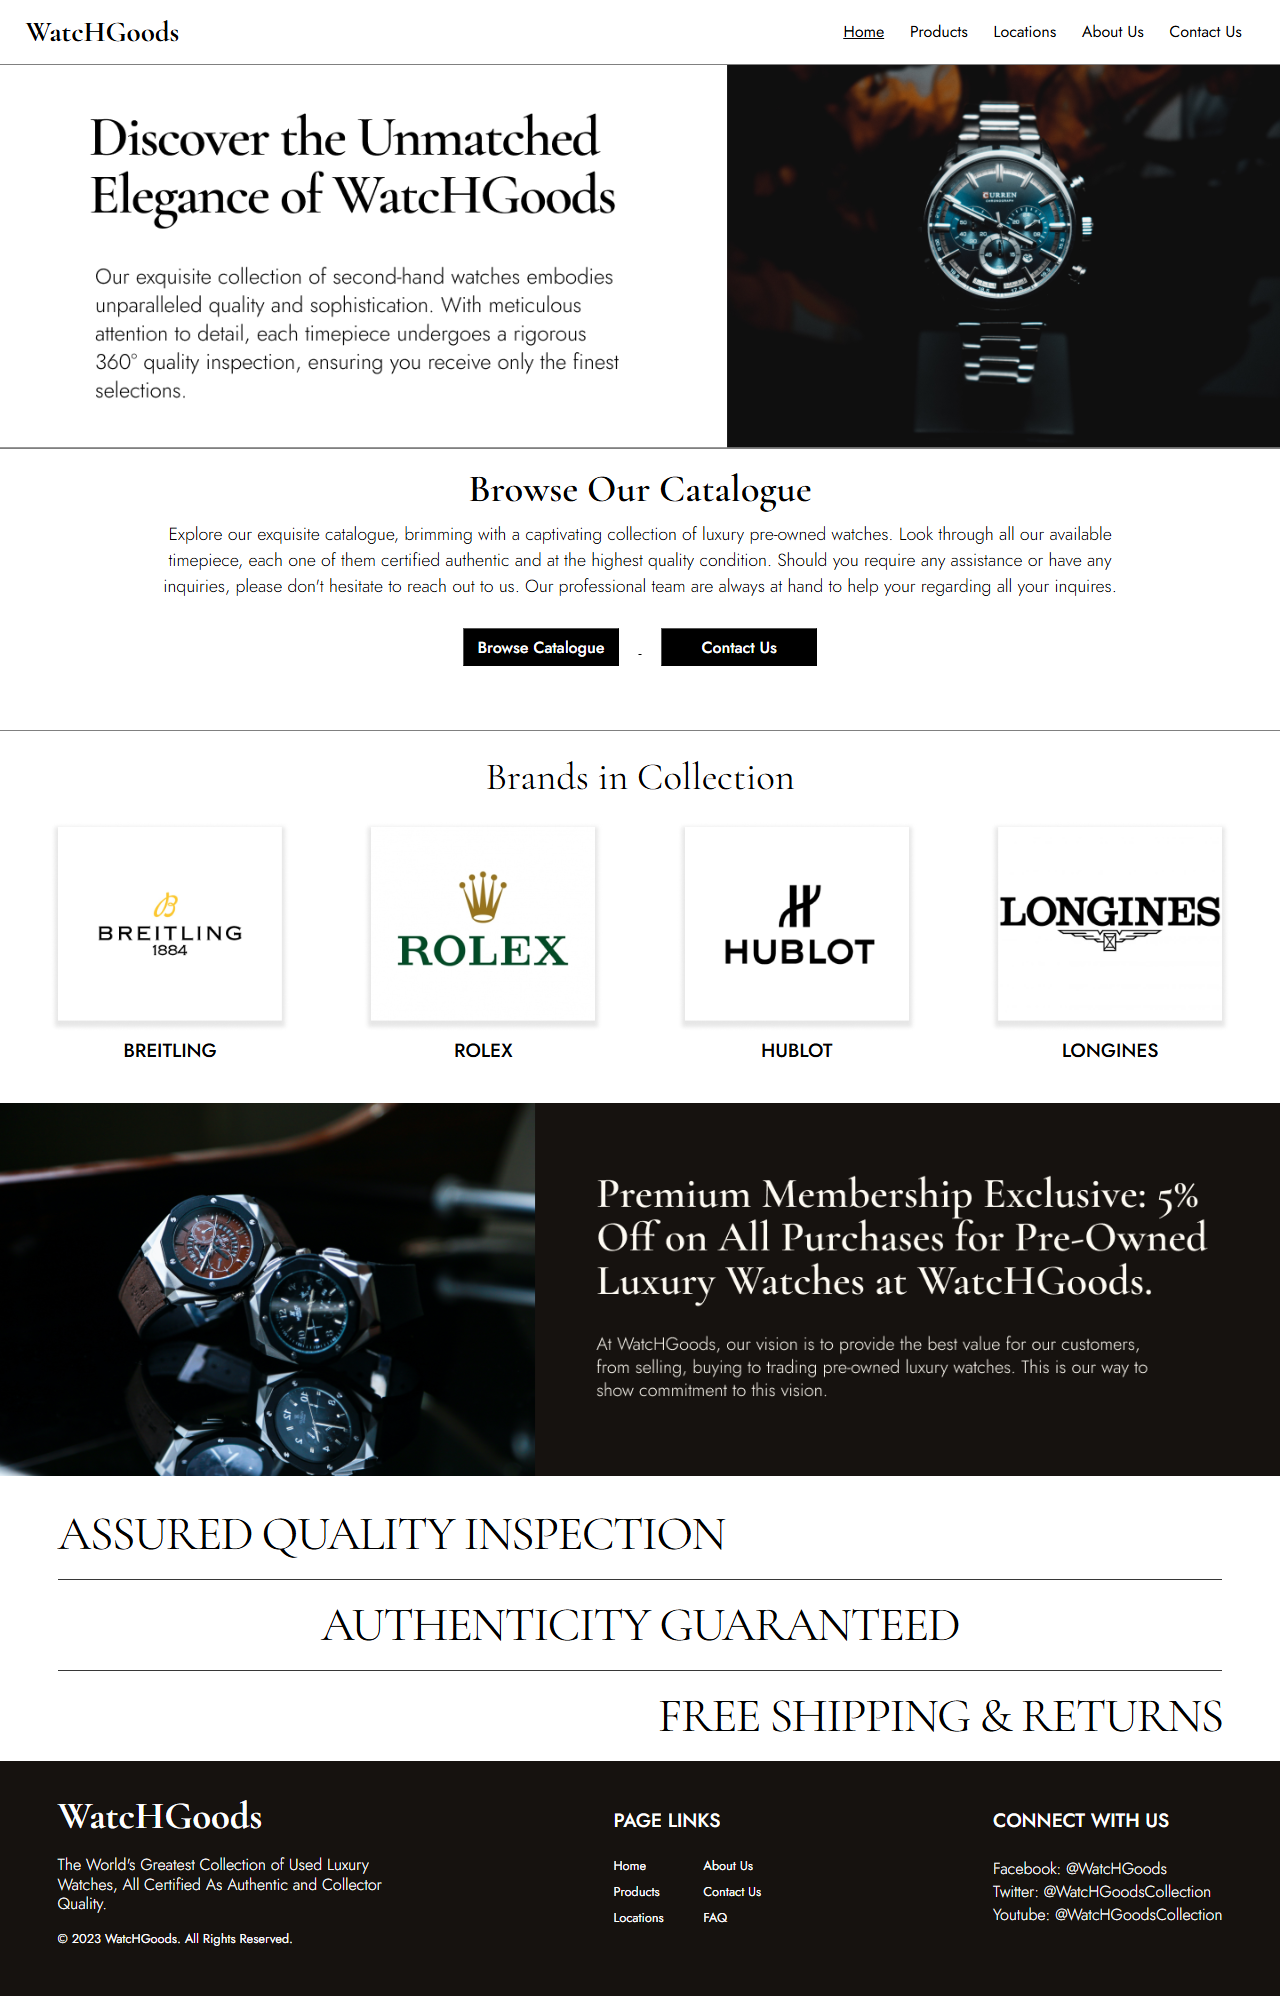 WatcHGoods
Home Products Locations About Us Contact Us
Discover the Unmatched
Elegance of WatcHGoods
Our exquisite collection of second-hand watches embodies
unparalleled quality and sophistication. With meticulous
attention to detail, each timepiece undergoes a rigorous
360° quality inspection, ensuring you receive only the finest
selections.
CURREN
CHRONOGRAPH
Browse Our Catalogue
Explore our exquisite catalogue, brimming with a captivating collection of luxury pre-owned watches. Look through all our available
timepiece, each one of them certified authentic and at the highest quality condition. Should you require any assistance or have any
inquiries, please don't hesitate to reach out to us. Our professional team are always at hand to help your regarding all your inquires.
Browse Catalogue - Contact Us
Brands in Collection
B
BREITLING
1884
ROLEX
HUBLOT
LONGINES
BREITLING
ROLEX
HUBLOT
LONGINES
Premium Membership Exclusive: 5%
Off on All Purchases for Pre-Owned
Luxury Watches at WatcHGoods.
At WatcHGoods, our vision is to provide the best value for our customers,
from selling, buying to trading pre-owned luxury watches. This is our way to
show commitment to this vision.
ASSURED QUALITY INSPECTION
AUTHENTICITY GUARANTEED
FREE SHIPPING & RETURNS
WatcHGoods
The World's Greatest Collection of Used Luxury
Watches, All Certified As Authentic and Collector
Quality.
© 2023 WatcHGoods. All Rights Reserved.
PAGE LINKS
Home About Us
Products Contact Us
Locations FAQ
CONNECT WITH US
Facebook: @WatcHGoods
Twitter: @WatcHGoodsCollection
Youtube: @WatcHGoodsCollection